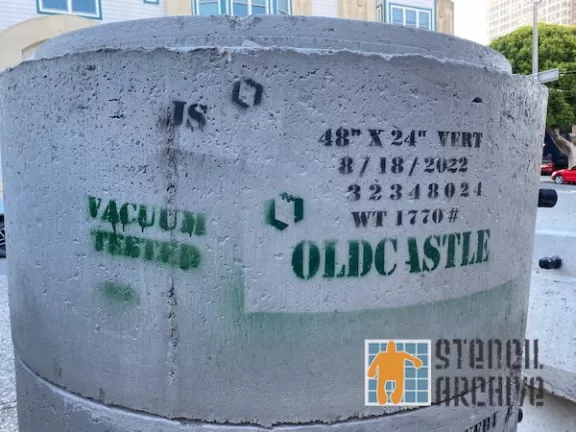 JS
48" X 24" VERT
8/18/2022
32348024
WT 1770#
VACUUM
TESTED
OLDCASTLE
STENCIL
ARCHIVE